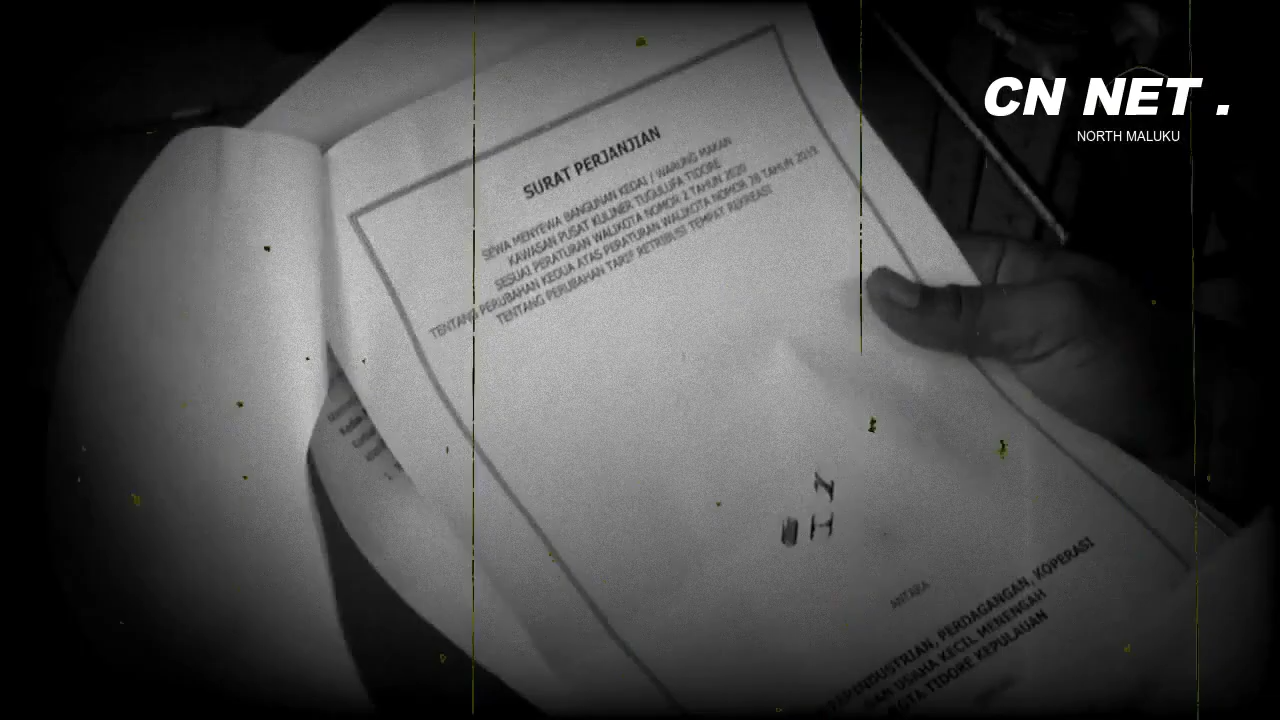 CN NET .
NORTH MALUKU
SURAT PERJANJIAN
SEWA MENYEWA BANGUNAN KEDAI / WARUNG MAKAN
KAWASAN PUSAT KULINER TUGULUFA TIDORE
SESUAI PERATURAN WALIKOTA NOMOR 2 TAHUN 2020
TENTANG PERUBAHAN KEDUA ATAS PERATURAN WALIKOTA NOMOR 78 TAHUN 2019
TENTANG PERUBAHAN TARIF RETRIBUSI TEMPAT REKREASI
ANTARA
PERDAGANGAN, KOPERASI
DAN USAHA KECIL MENENGAH
KOTA TIDORE KEPULAUAN